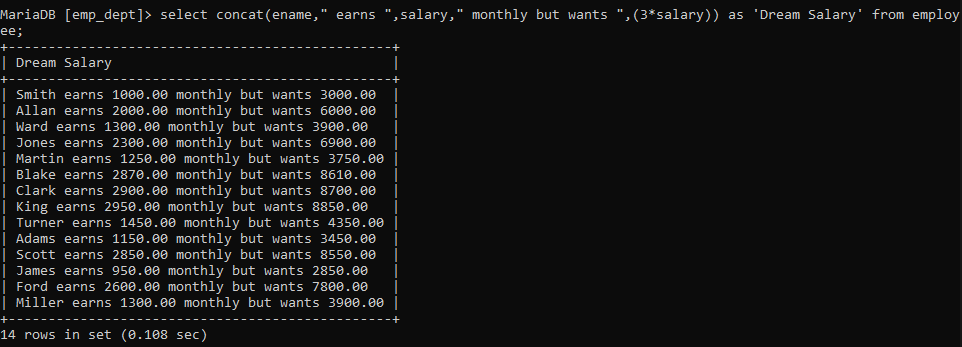 MariaDB [emp_dept]> select concat(ename," earns ",salary," monthly but wants ",(3*salary)) as 'Dream Salary' from employ
ee;
+------------------------------------------------+
| Dream Salary                                   |
+------------------------------------------------+
| Smith earns 1000.00 monthly but wants 3000.00  |
| Allan earns 2000.00 monthly but wants 6000.00  |
| Ward earns 1300.00 monthly but wants 3900.00   |
| Jones earns 2300.00 monthly but wants 6900.00  |
| Martin earns 1250.00 monthly but wants 3750.00 |
| Blake earns 2870.00 monthly but wants 8610.00  |
| Clark earns 2900.00 monthly but wants 8700.00  |
| King earns 2950.00 monthly but wants 8850.00   |
| Turner earns 1450.00 monthly but wants 4350.00 |
| Adams earns 1150.00 monthly but wants 3450.00  |
| Scott earns 2850.00 monthly but wants 8550.00  |
| James earns 950.00 monthly but wants 2850.00   |
| Ford earns 2600.00 monthly but wants 7800.00   |
| Miller earns 1300.00 monthly but wants 3900.00 |
+------------------------------------------------+
14 rows in set (0.108 sec)